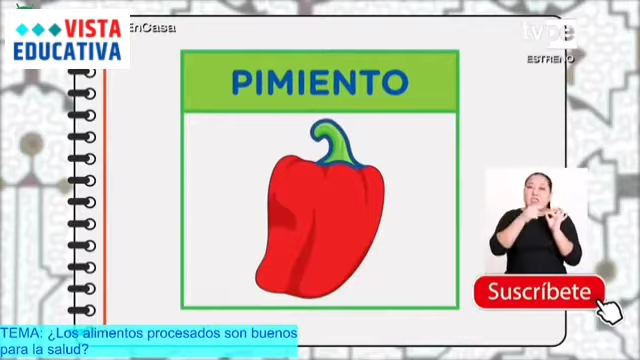 VISTA
EDUCATIVA
EnCasa
tvpe
ESTRENO
PIMIENTO
Suscríbete
TEMA: ¿Los alimentos procesados son buenos
para la salud?